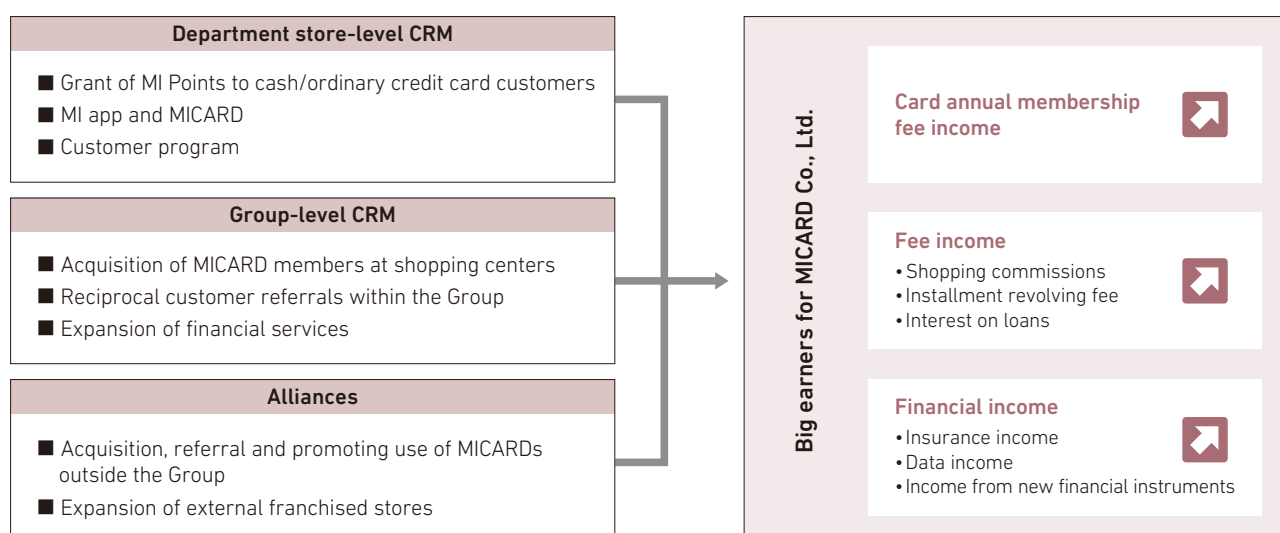 Department store-level CRM
■ Grant of MI Points to cash/ordinary credit card customers
■ MI app and MICARD
■ Customer program
Group-level CRM
■ Acquisition of MICARD members at shopping centers
■ Reciprocal customer referrals within the Group
■ Expansion of financial services
Alliances
■ Acquisition, referral and promoting use of MICARDs
outside the Group
■ Expansion of external franchised stores
Big earners for MICARD Co., Ltd.
Card annual membership
fee income
Fee income
•Shopping commissions
•Installment revolving fee
•Interest on loans
Financial income
•Insurance income
•Data income
•Income from new financial instruments